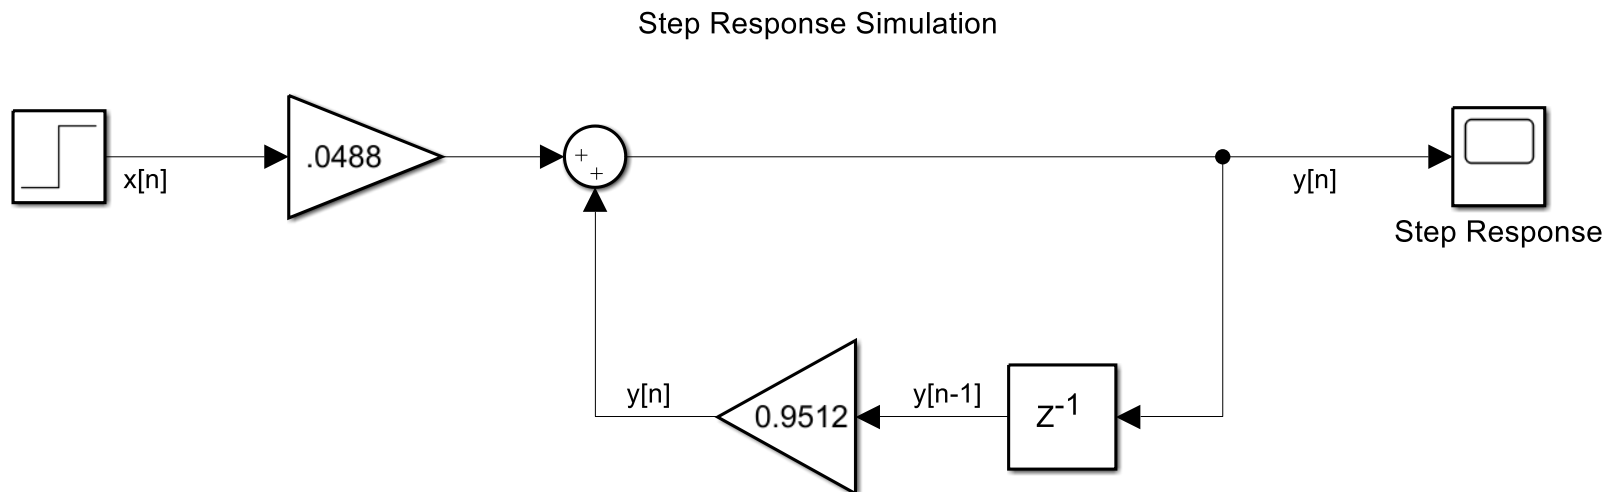 Step Response Simulation
.0488
+
+
x[n]
y[n]
Step Response
y[n]
0.9512
y[n-1]
Z-1